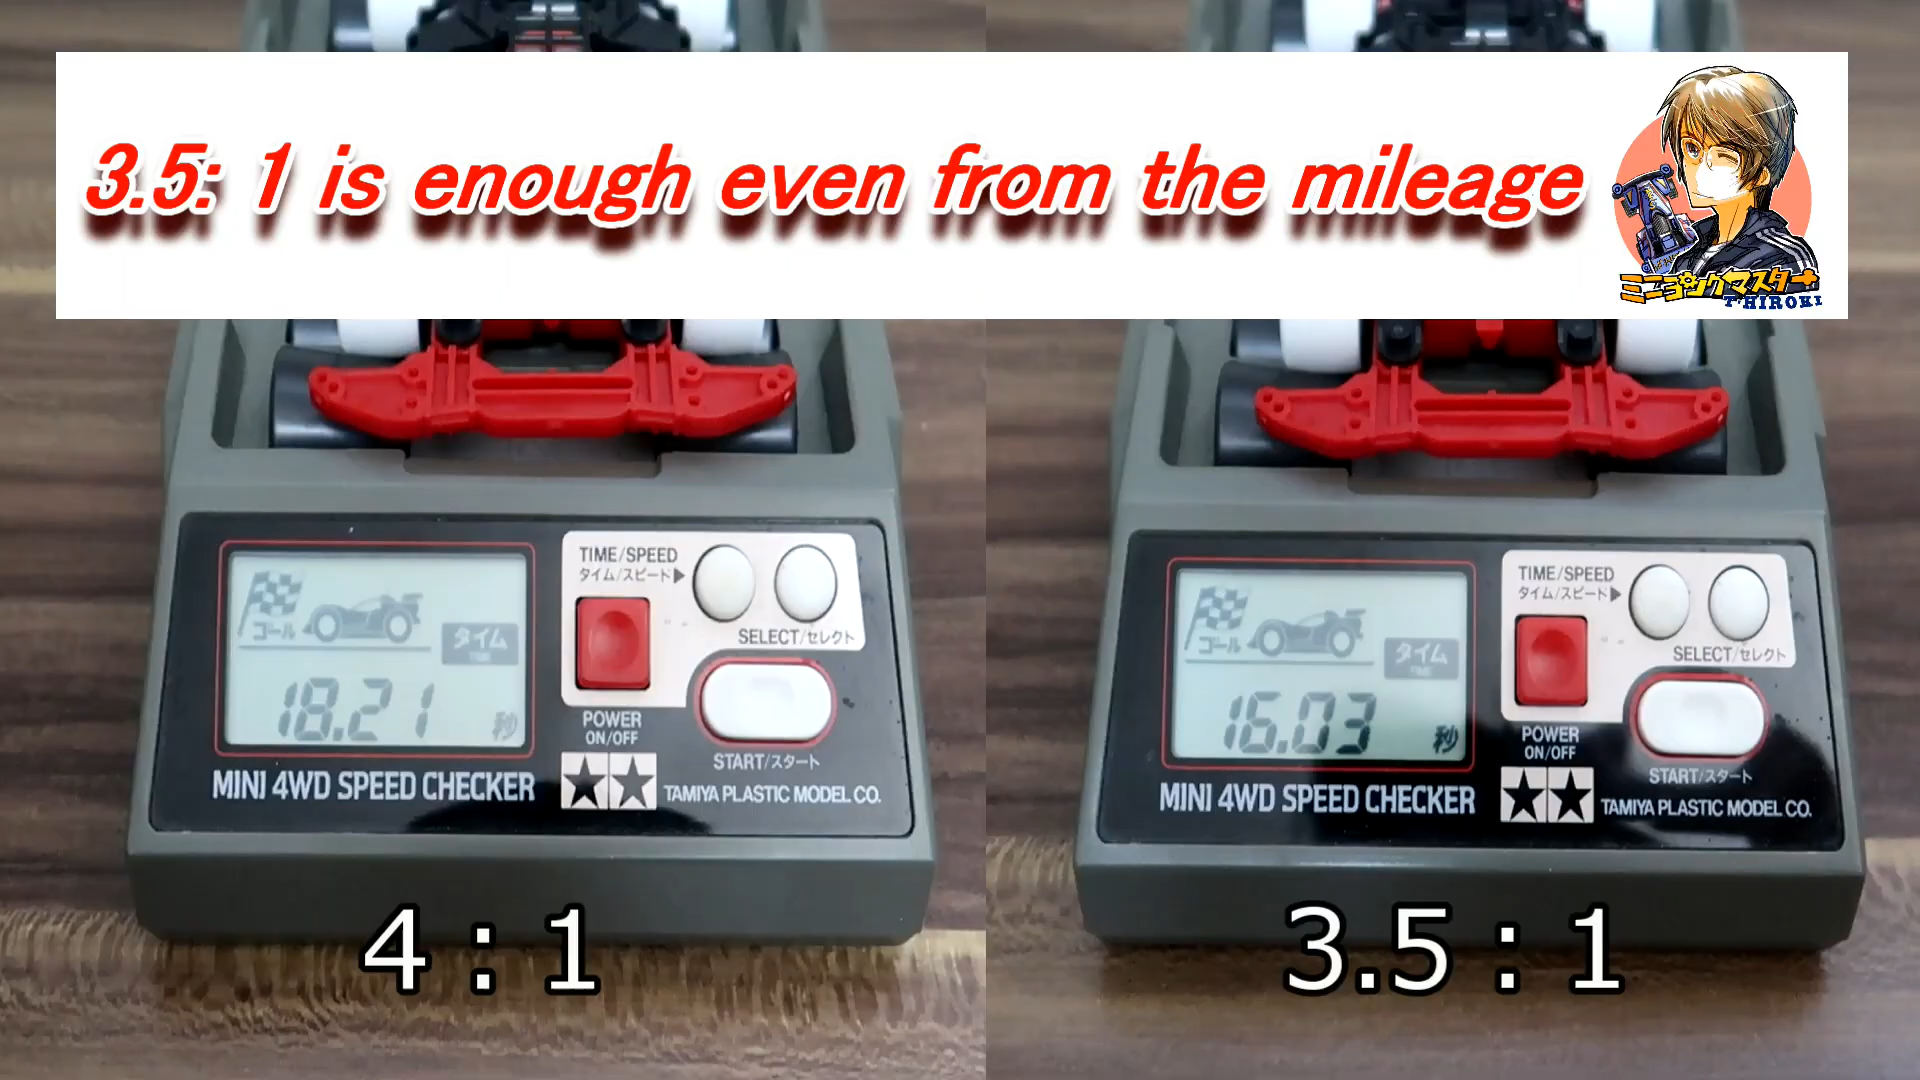 3.5: 1 is enough even from the mileage
ミニヨンクマスター
T-HIROKI
TIME/SPEED
タイム/スピード▶
SELECT/セレクト
ゴール
タイム
TIME
18.21 秒
POWER
ON/OFF
START/スタート
MINI 4WD SPEED CHECKER
TAMIYA PLASTIC MODEL CO.
4 : 1
TIME/SPEED
タイム/スピード▶
SELECT/セレクト
ゴール
タイム
TIME
16.03 秒
POWER
ON/OFF
START/スタート
MINI 4WD SPEED CHECKER
TAMIYA PLASTIC MODEL CO.
3.5 : 1